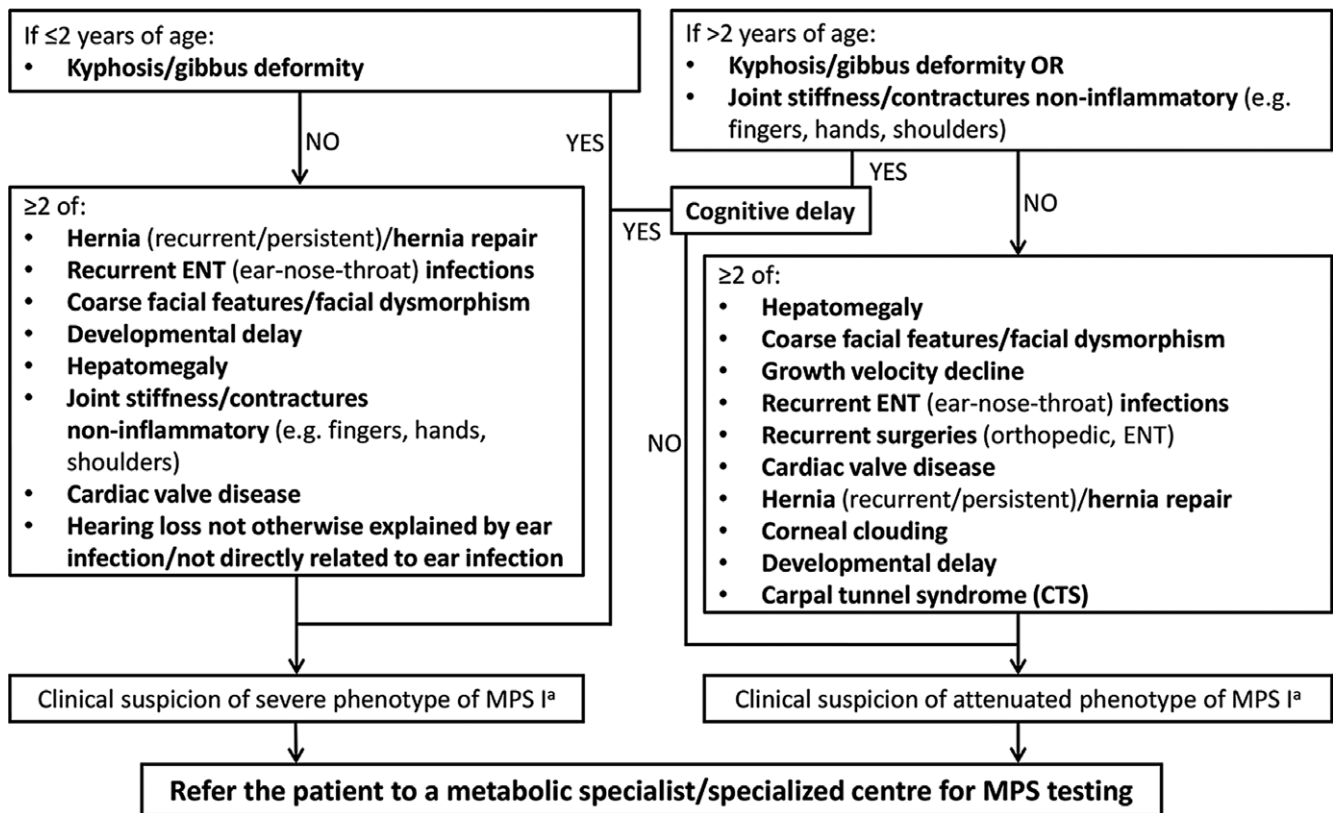 If ≤2 years of age:
• Kyphosis/gibbus deformity
NO
YES
≥2 of:
• Hernia (recurrent/persistent)/hernia repair
• Recurrent ENT (ear-nose-throat) infections
• Coarse facial features/facial dysmorphism
• Developmental delay
• Hepatomegaly
• Joint stiffness/contractures
non-inflammatory (e.g. fingers, hands,
shoulders)
• Cardiac valve disease
• Hearing loss not otherwise explained by ear
infection/not directly related to ear infection
If >2 years of age:
• Kyphosis/gibbus deformity OR
• Joint stiffness/contractures non-inflammatory (e.g.
fingers, hands, shoulders)
YES
NO
Cognitive delay
YES
NO
≥2 of:
• Hepatomegaly
• Coarse facial features/facial dysmorphism
• Growth velocity decline
• Recurrent ENT (ear-nose-throat) infections
• Recurrent surgeries (orthopedic, ENT)
• Cardiac valve disease
• Hernia (recurrent/persistent)/hernia repair
• Corneal clouding
• Developmental delay
• Carpal tunnel syndrome (CTS)
Clinical suspicion of severe phenotype of MPS Iᵃ
Clinical suspicion of attenuated phenotype of MPS Iᵃ
Refer the patient to a metabolic specialist/specialized centre for MPS testing